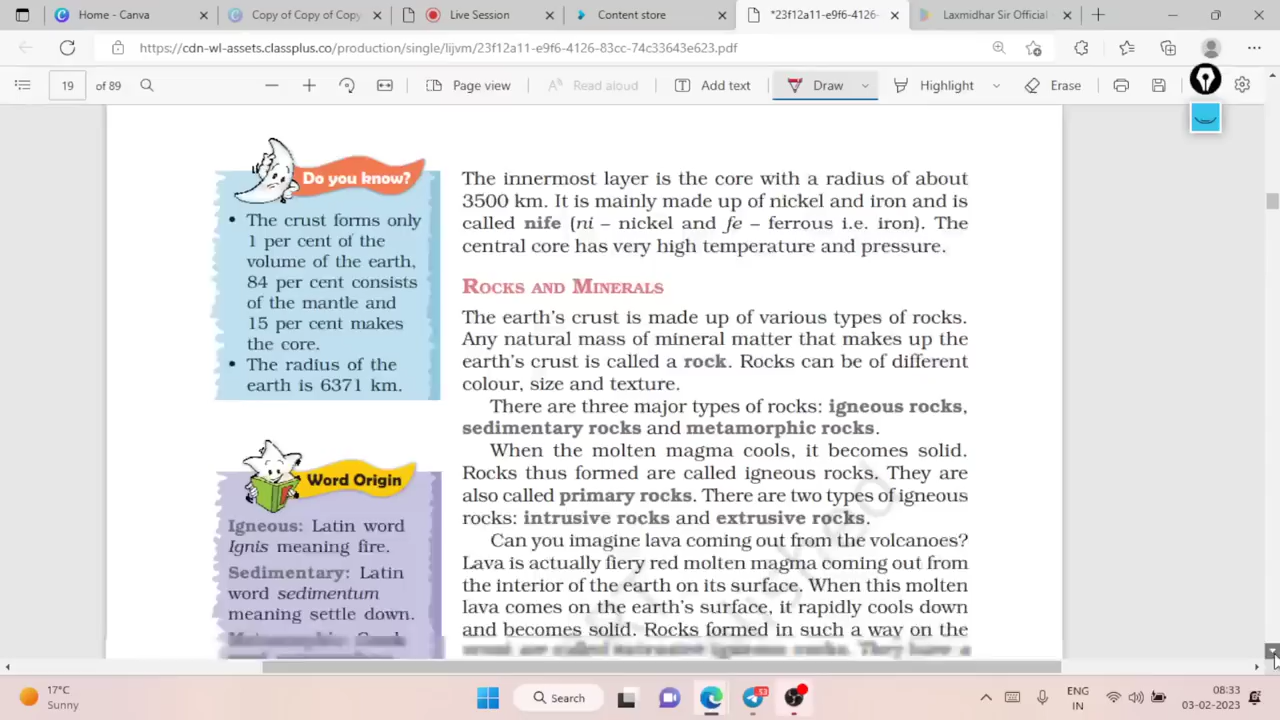 Home - Canva
Copy of Copy of Copy
Live Session
Content store
*23f12a11-e9f6-4126-
Laxmidhar Sir Official
https://cdn-wl-assets.classplus.co/production/single/lijvm/23f12a11-e9f6-4126-83cc-74c33643e623.pdf
19 of 89
Page view
Read aloud
Add text
Draw
Highlight
Erase
Do you know?
• The crust forms only
1 per cent of the
volume of the earth,
84 per cent consists
of the mantle and
15 per cent makes
the core.
• The radius of the
earth is 6371 km.
Word Origin
Igneous: Latin word
Ignis meaning fire.
Sedimentary: Latin
word sedimentum
meaning settle down.
The innermost layer is the core with a radius of about
3500 km. It is mainly made up of nickel and iron and is
called nife (ni – nickel and fe – ferrous i.e. iron). The
central core has very high temperature and pressure.
ROCKS AND MINERALS
The earth's crust is made up of various types of rocks.
Any natural mass of mineral matter that makes up the
earth's crust is called a rock. Rocks can be of different
colour, size and texture.
There are three major types of rocks: igneous rocks,
sedimentary rocks and metamorphic rocks.
When the molten magma cools, it becomes solid.
Rocks thus formed are called igneous rocks. They are
also called primary rocks. There are two types of igneous
rocks: intrusive rocks and extrusive rocks.
Can you imagine lava coming out from the volcanoes?
Lava is actually fiery red molten magma coming out from
the interior of the earth on its surface. When this molten
lava comes on the earth's surface, it rapidly cools down
and becomes solid. Rocks formed in such a way on the
17°C
Sunny
Search
53
ENG
IN
08:33
03-02-2023